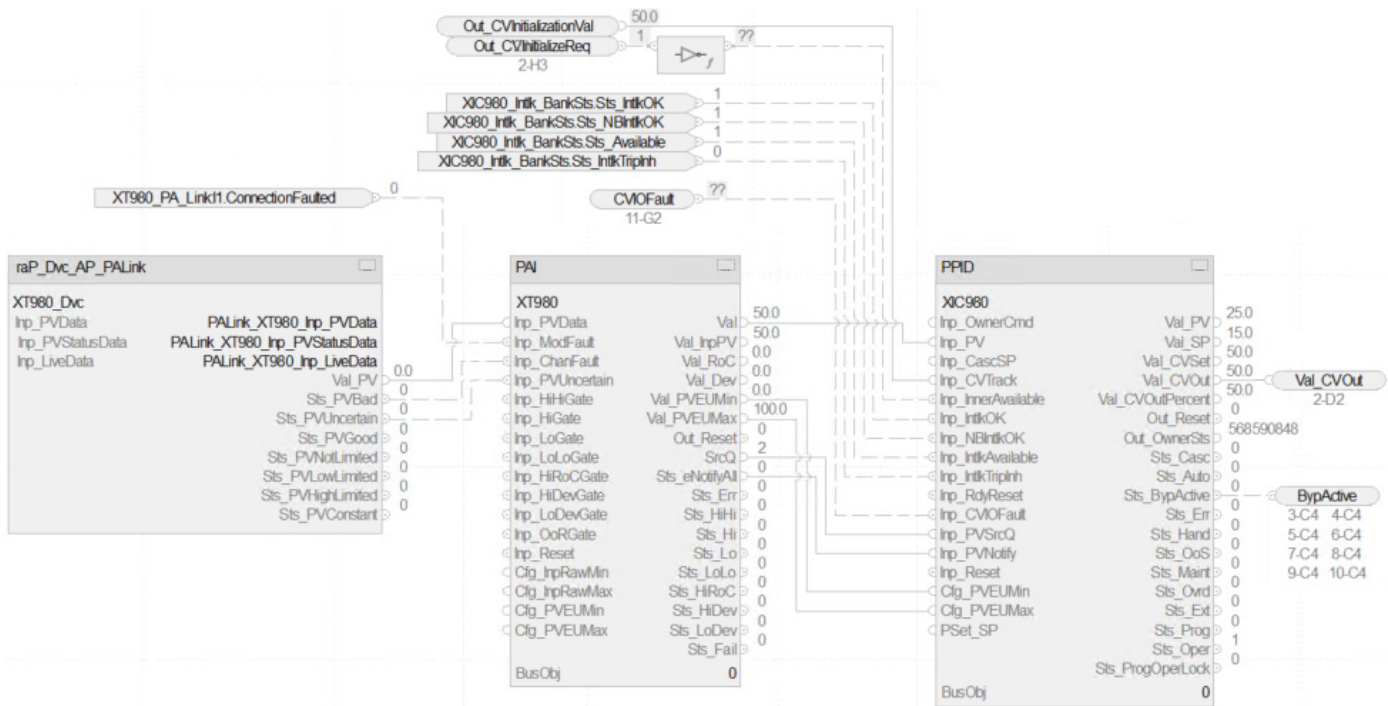 Out_CVInitializationVal 50.0
Out_CVInitializeReq 1 ??
2-H3
f
XIC980_Intlk_BankSts.Sts_IntlkOK 1
XIC980_Intlk_BankSts.Sts_NBIntlkOK 1
XIC980_Intlk_BankSts.Sts_Available 1
XIC980_Intlk_BankSts.Sts_IntlkTripInh 0
XT980_PA_Link:I1.ConnectionFaulted 0
CVIOFault ??
11-G2
raP_Dvc_AP_PALink
XT980_Dvc
Inp_PVData PALink_XT980_Inp_PVData
Inp_PVStatusData PALink_XT980_Inp_PVStatusData
Inp_LiveData PALink_XT980_Inp_LiveData
Val_PV 0.0
Sts_PVBad 0
Sts_PVUncertain 0
Sts_PVGood 0
Sts_PVNotLimited 0
Sts_PVLowLimited 0
Sts_PVHighLimited 0
Sts_PVConstant 0
PAI
XT980
Inp_PVData Val 50.0
Inp_ModFault Val_InpPV 50.0
Inp_ChanFault Val_RoC 0.0
Inp_PVUncertain Val_Dev 0.0
Inp_HiHiGate Val_PVEUMin 0.0
Inp_HiGate Val_PVEUMax 100.0
Inp_LoGate Out_Reset 0
Inp_LoLoGate SrcQ 2
Inp_HiRoCGate Sts_eNotifyAll 0
Inp_HiDevGate Sts_Err 0
Inp_LoDevGate Sts_HiHi 0
Inp_OoRGate Sts_Hi 0
Inp_Reset Sts_Lo 0
Cfg_InpRawMin Sts_LoLo 0
Cfg_InpRawMax Sts_HiRoC 0
Cfg_PVEUMin Sts_HiDev 0
Cfg_PVEUMax Sts_LoDev 0
Sts_Fail 0
BusObj 0
PPID
XIC980
Inp_OwnerCmd Val_PV 25.0
Inp_PV Val_SP 15.0
Inp_CascSP Val_CVSet 50.0
Inp_CVTrack Val_CVOut 50.0
Inp_InnerAvailable Val_CVOutPercent 50.0
Inp_IntlkOK Out_Reset 0
Inp_NBIntlkOK Out_OwnerSts 568590848
Inp_IntlkAvailable Sts_Casc 0
Inp_IntlkTripInh Sts_Auto 0
Inp_RdyReset Sts_BypActive 0
Inp_CVIOFault Sts_Err 0
Inp_PVSrcQ Sts_Hand 0
Inp_PVNotify Sts_OoS 0
Inp_Reset Sts_Maint 0
Cfg_PVEUMin Sts_Ovrd 0
Cfg_PVEUMax Sts_Ext 0
PSet_SP Sts_Prog 0
Sts_Oper 1
Sts_ProgOperLock 0
BusObj 0
Val_CVOut
2-D2
BypActive
3-C4 4-C4
5-C4 6-C4
7-C4 8-C4
9-C4 10-C4